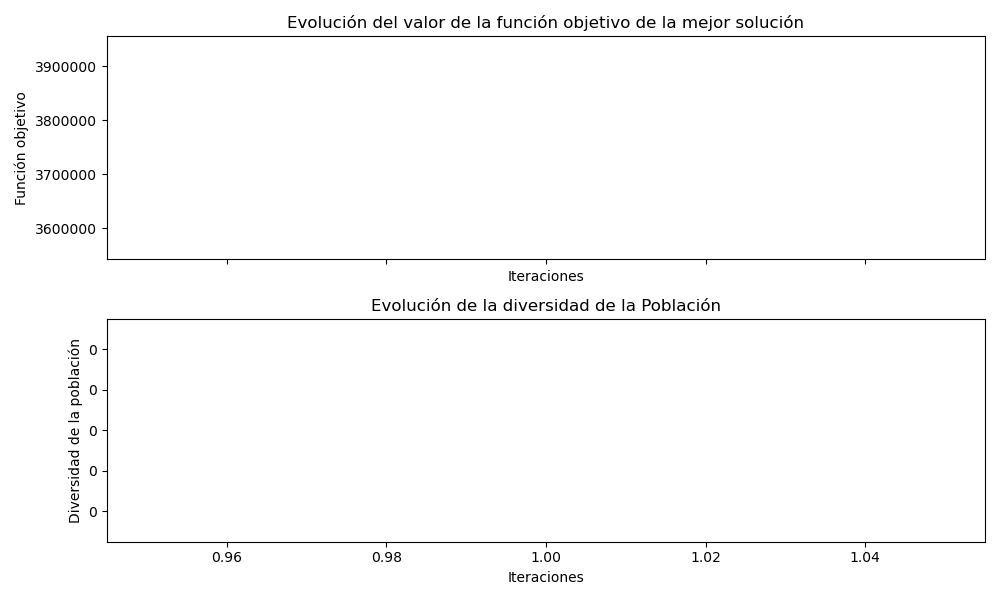 Evolución del valor de la función objetivo de la mejor solución
Función objetivo
3900000
3800000
3700000
3600000
Iteraciones
Evolución de la diversidad de la Población
Diversidad de la población
0
0
0
0
0
0.96 0.98 1.00 1.02 1.04
Iteraciones